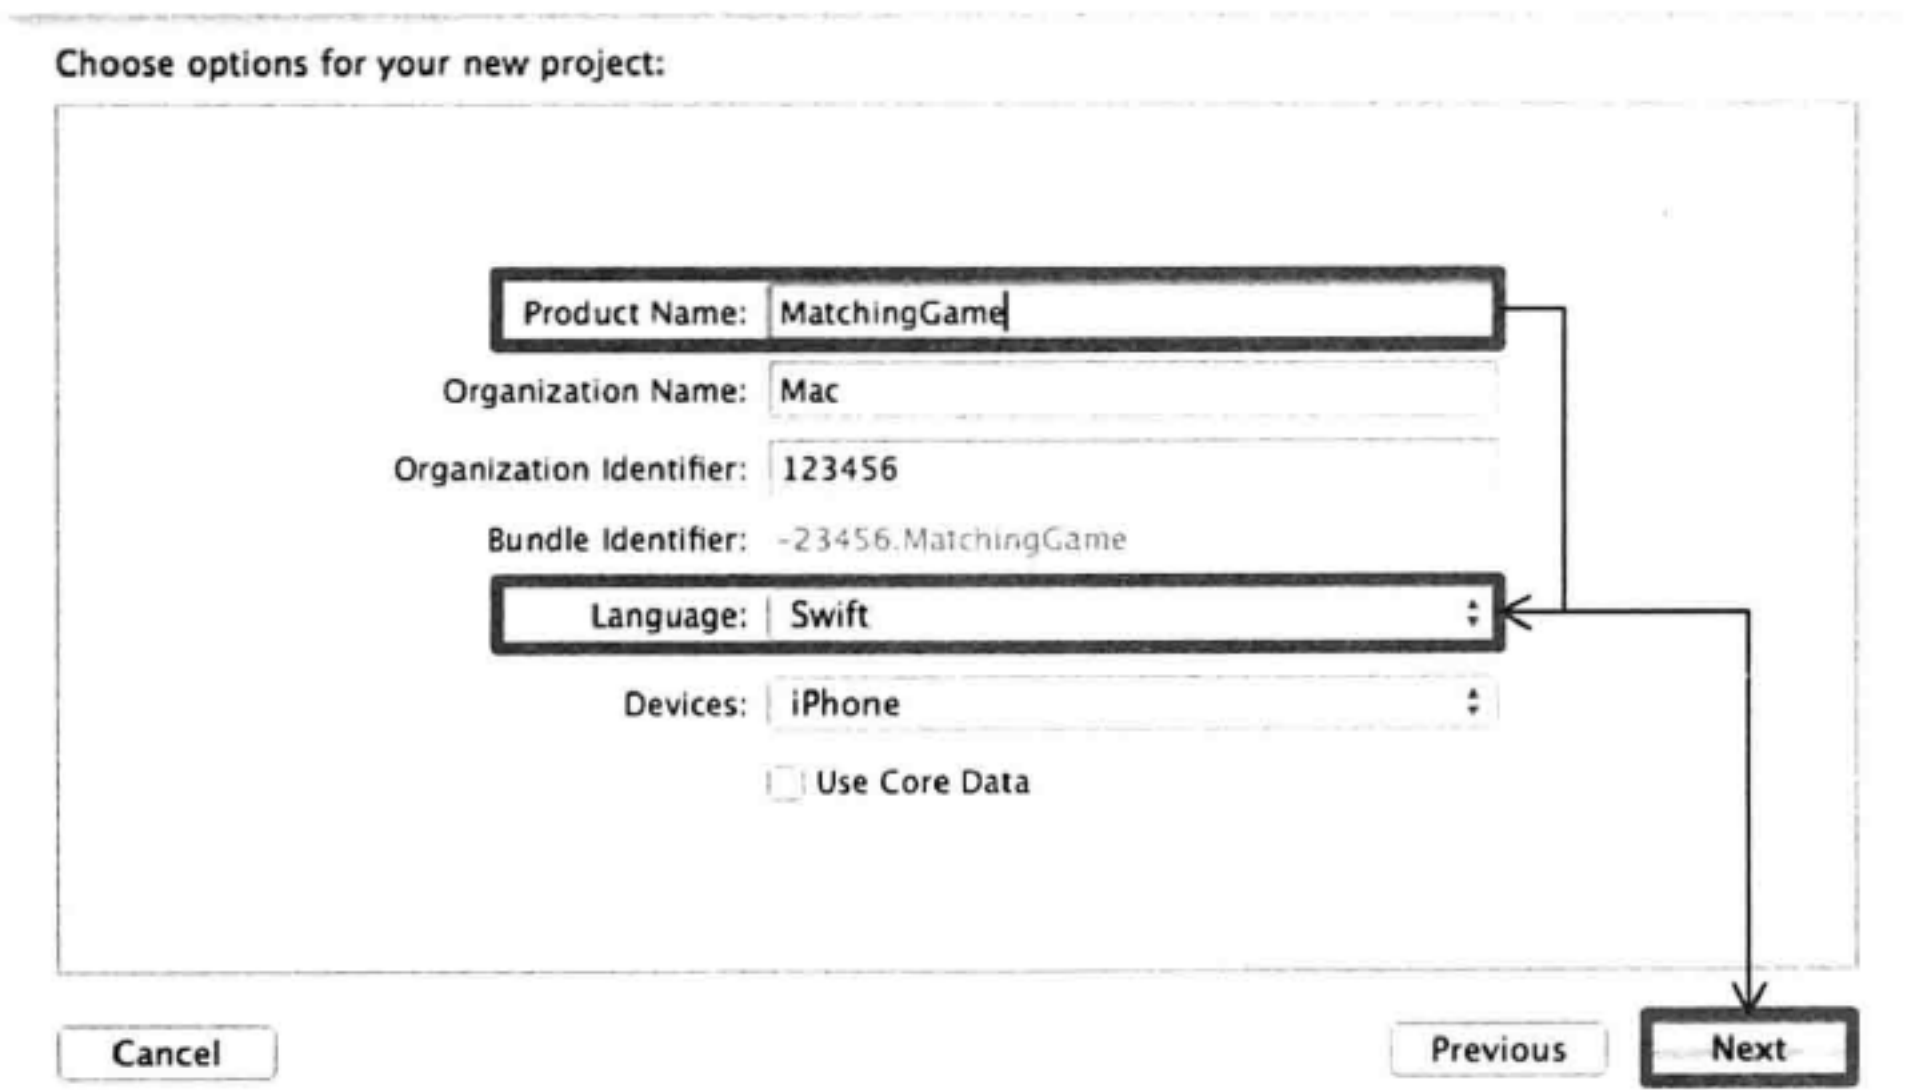 Choose options for your new project:
Product Name: MatchingGame
Organization Name: Mac
Organization Identifier: 123456
Bundle Identifier: -23456.MatchingGame
Language: Swift
Devices: iPhone
Use Core Data
Cancel Previous Next